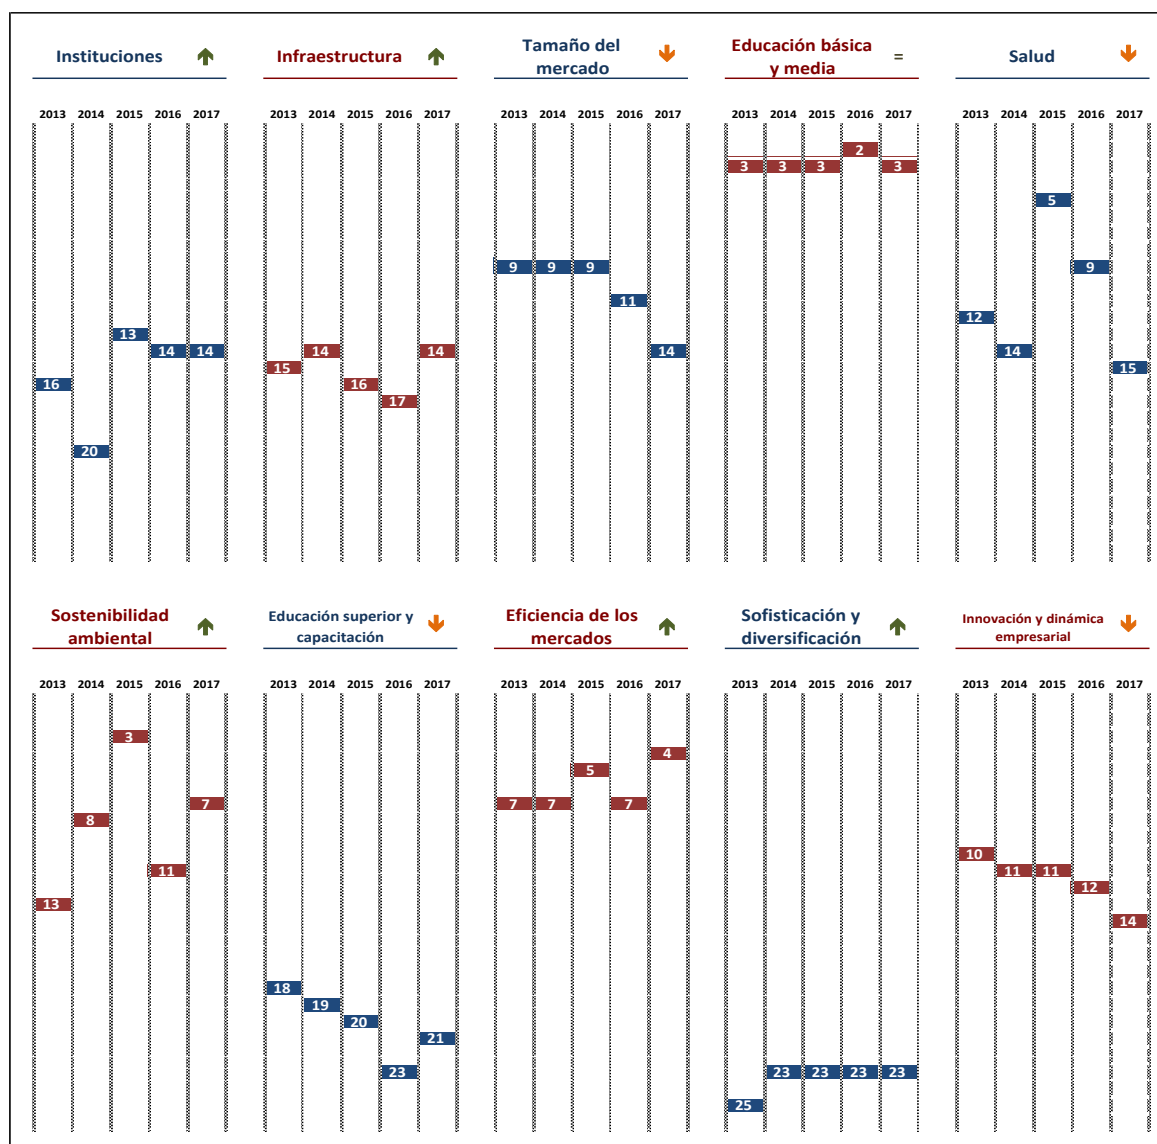 Instituciones
2013 2014 2015 2016 2017
13
14 14
16
20
Infraestructura
2013 2014 2015 2016 2017
14 14
15
16
17
Tamaño del
mercado
2013 2014 2015 2016 2017
9 9 9
11
14
Educación básica
y media =
2013 2014 2015 2016 2017
2
3 3 3 3
Salud
2013 2014 2015 2016 2017
5
9
12
14
15
Sostenibilidad
ambiental
2013 2014 2015 2016 2017
3
7
8
11
13
Educación superior y
capacitación
2013 2014 2015 2016 2017
18
19
20
21
23
Eficiencia de los
mercados
2013 2014 2015 2016 2017
4
5
7 7 7
Sofisticación y
diversificación
2013 2014 2015 2016 2017
23 23 23 23
25
Innovación y dinámica
empresarial
2013 2014 2015 2016 2017
10
11 11
12
14